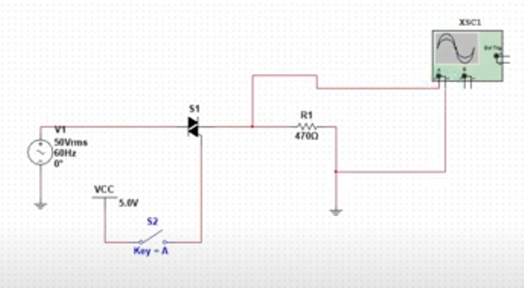 XSC1
Ext Trig
S1
R1
470Ω
V1
50Vrms
60Hz
0°
VCC
5.0V
S2
Key = A